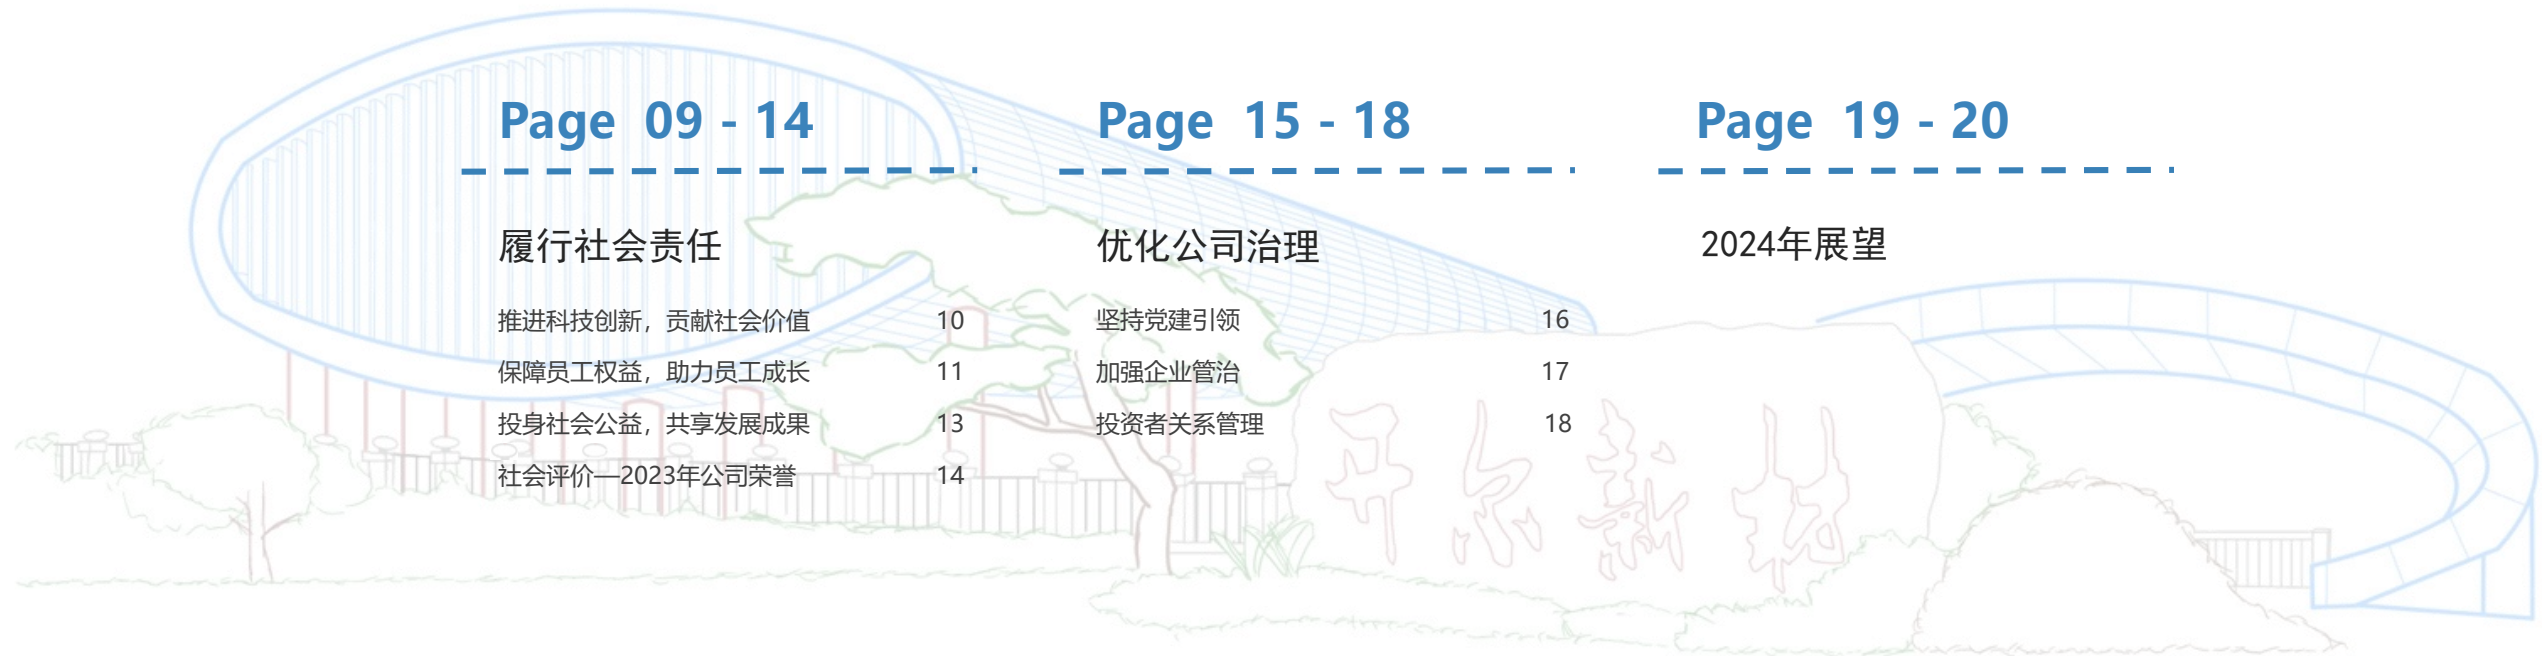 Page 09 - 14
履行社会责任
推进科技创新，贡献社会价值 10
保障员工权益，助力员工成长 11
投身社会公益，共享发展成果 13
社会评价—2023年公司荣誉 14
Page 15 - 18
优化公司治理
坚持党建引领 16
加强企业管治 17
投资者关系管理 18
Page 19 - 20
2024年展望
开尔新材